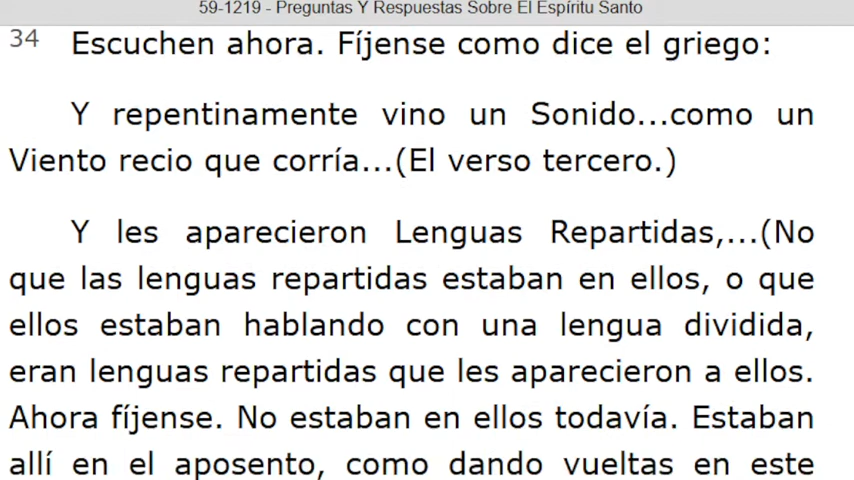 59-1219 - Preguntas Y Respuestas Sobre El Espíritu Santo
34 Escuchen ahora. Fíjense como dice el griego:
Y repentinamente vino un Sonido...como un
Viento recio que corría...(El verso tercero.)
Y les aparecieron Lenguas Repartidas,...(No
que las lenguas repartidas estaban en ellos, o que
ellos estaban hablando con una lengua dividida,
eran lenguas repartidas que les aparecieron a ellos.
Ahora fíjense. No estaban en ellos todavía. Estaban
allí en el aposento, como dando vueltas en este